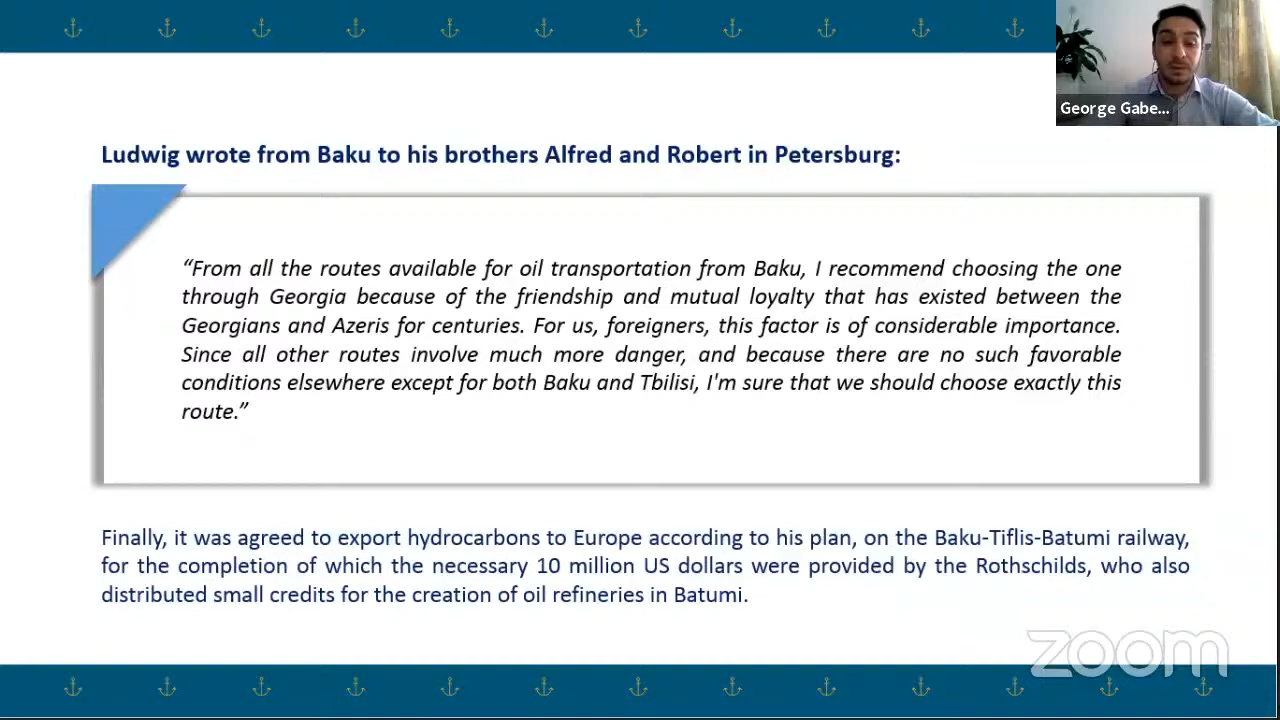 George Gabe...
Ludwig wrote from Baku to his brothers Alfred and Robert in Petersburg:
“From all the routes available for oil transportation from Baku, I recommend choosing the one
through Georgia because of the friendship and mutual loyalty that has existed between the
Georgians and Azeris for centuries. For us, foreigners, this factor is of considerable importance.
Since all other routes involve much more danger, and because there are no such favorable
conditions elsewhere except for both Baku and Tbilisi, I'm sure that we should choose exactly this
route.”
Finally, it was agreed to export hydrocarbons to Europe according to his plan, on the Baku-Tiflis-Batumi railway,
for the completion of which the necessary 10 million US dollars were provided by the Rothschilds, who also
distributed small credits for the creation of oil refineries in Batumi.
zoom